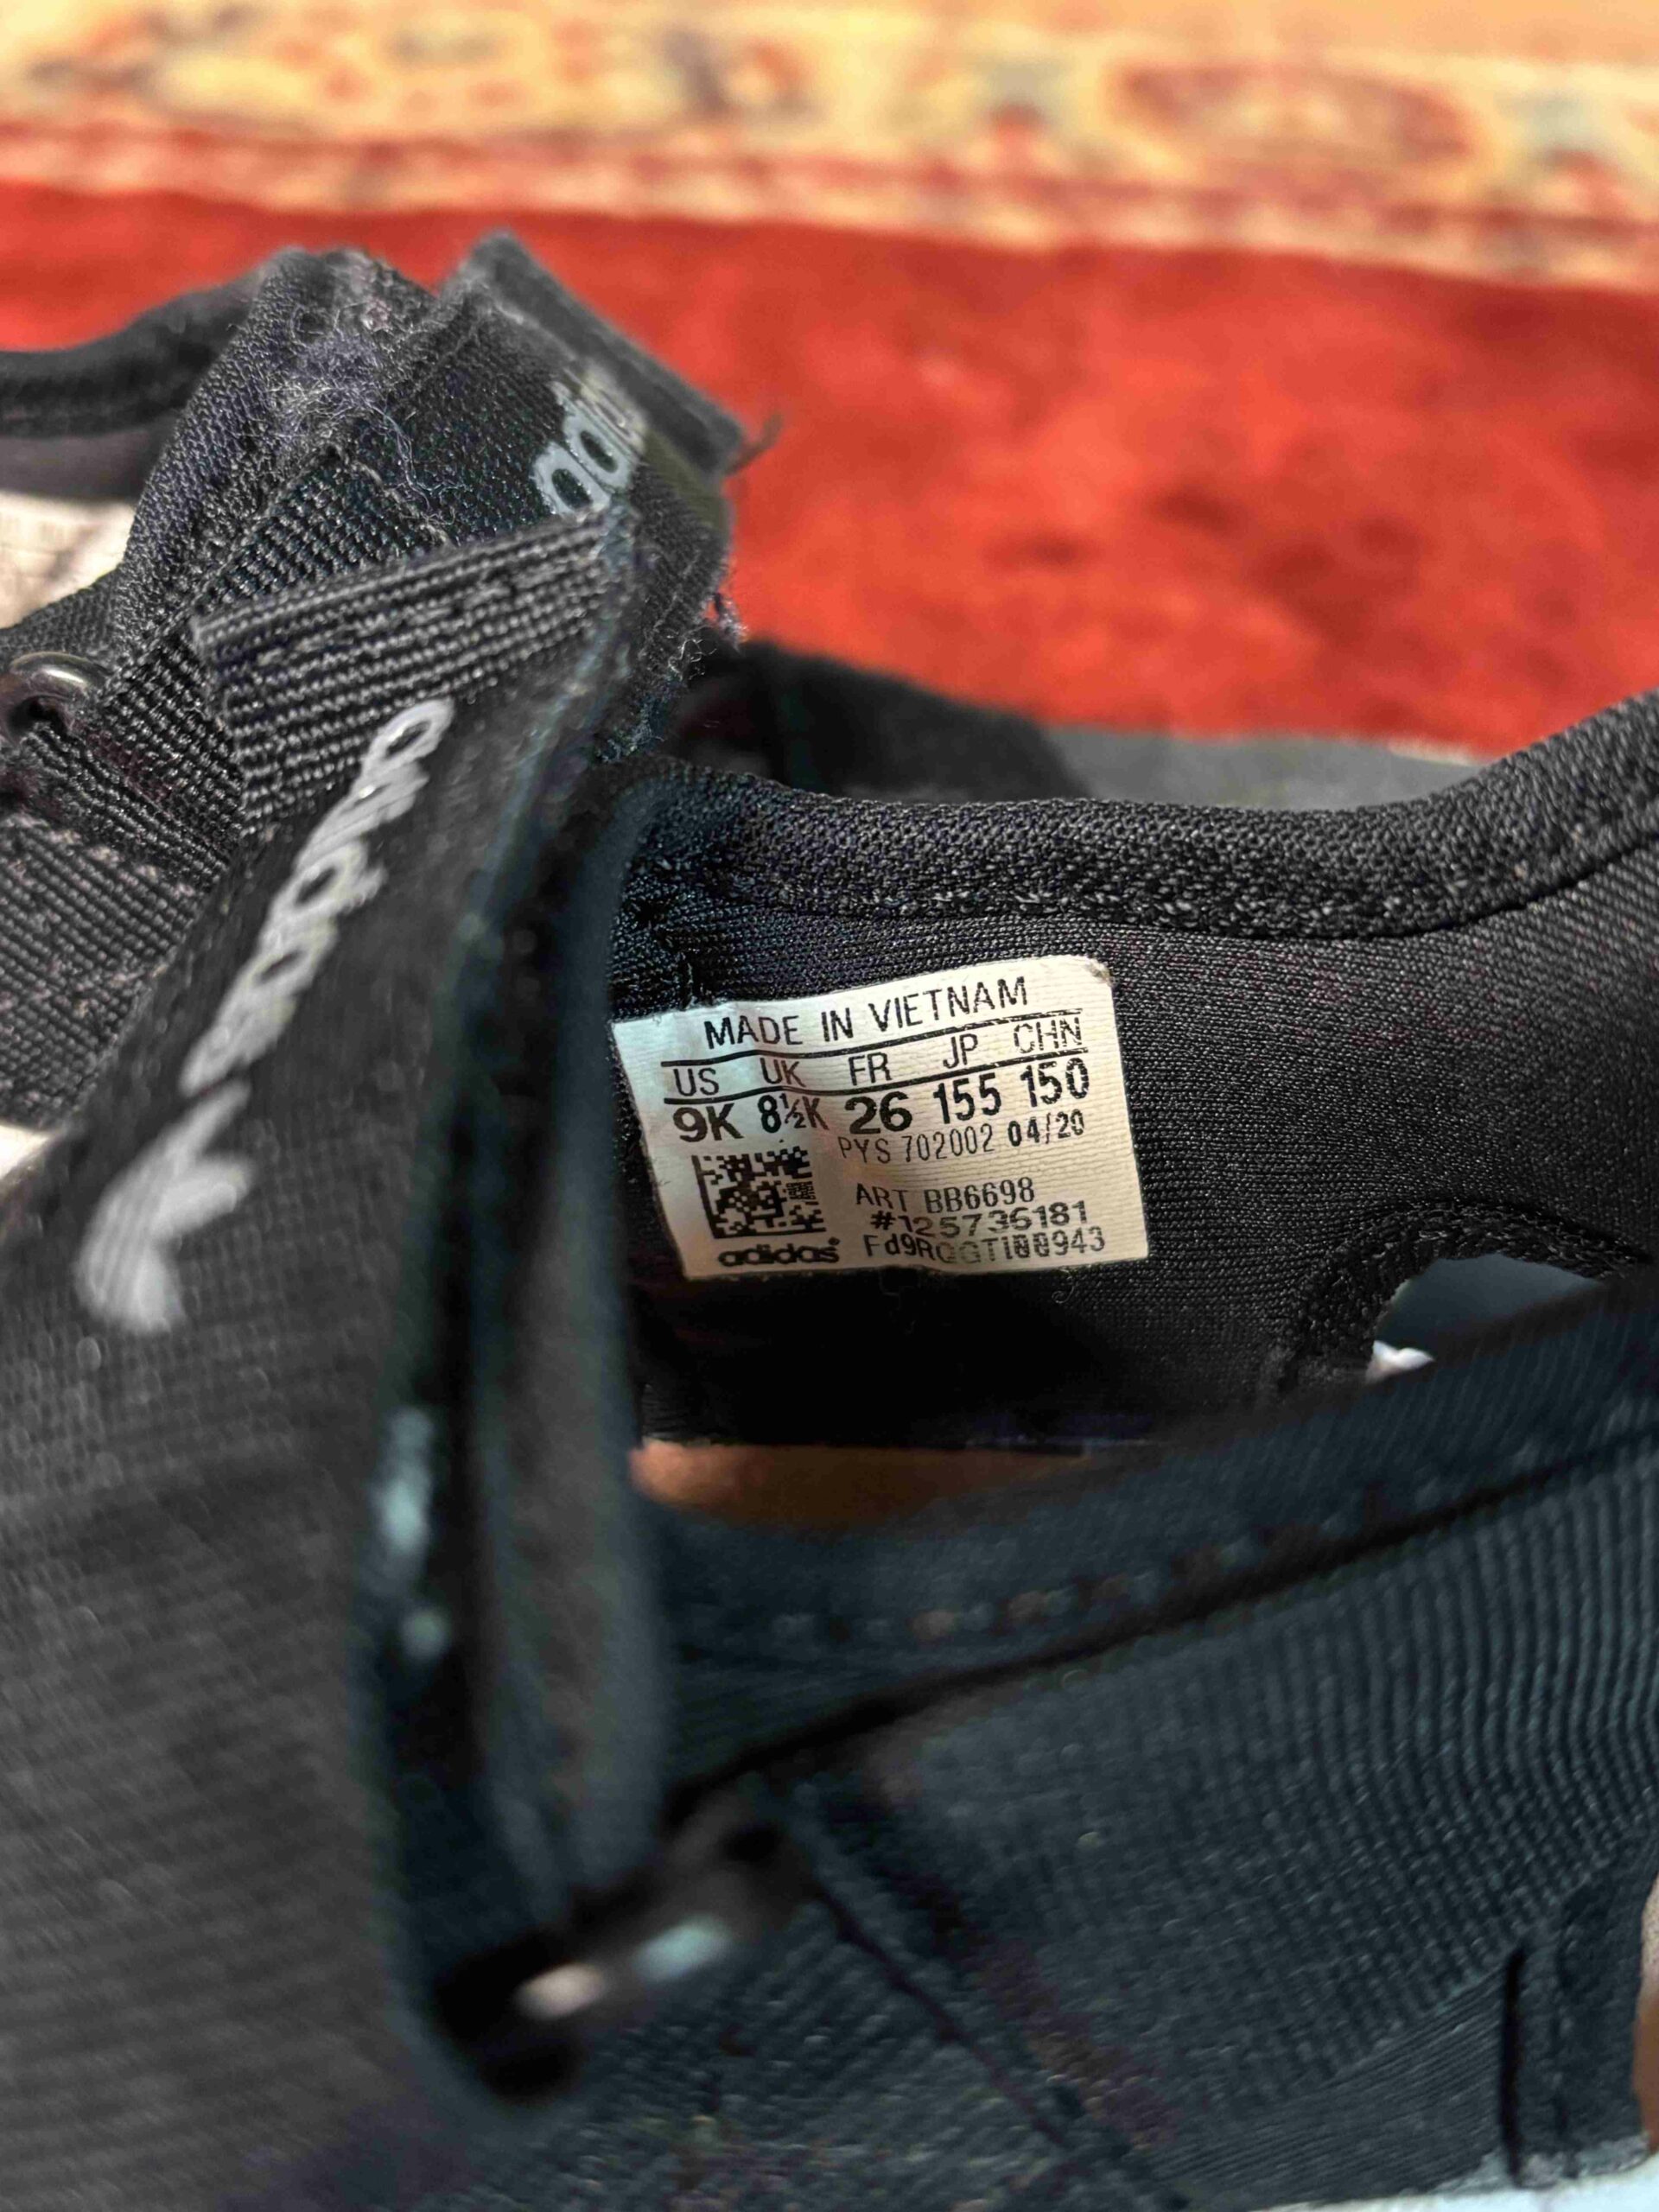 adidas
adidas
MADE IN VIETNAM
US UK FR JP CHN
9K 8½K 26 155 150
PYS 702002 04/20
ART BB6698
#125736181
adidas®